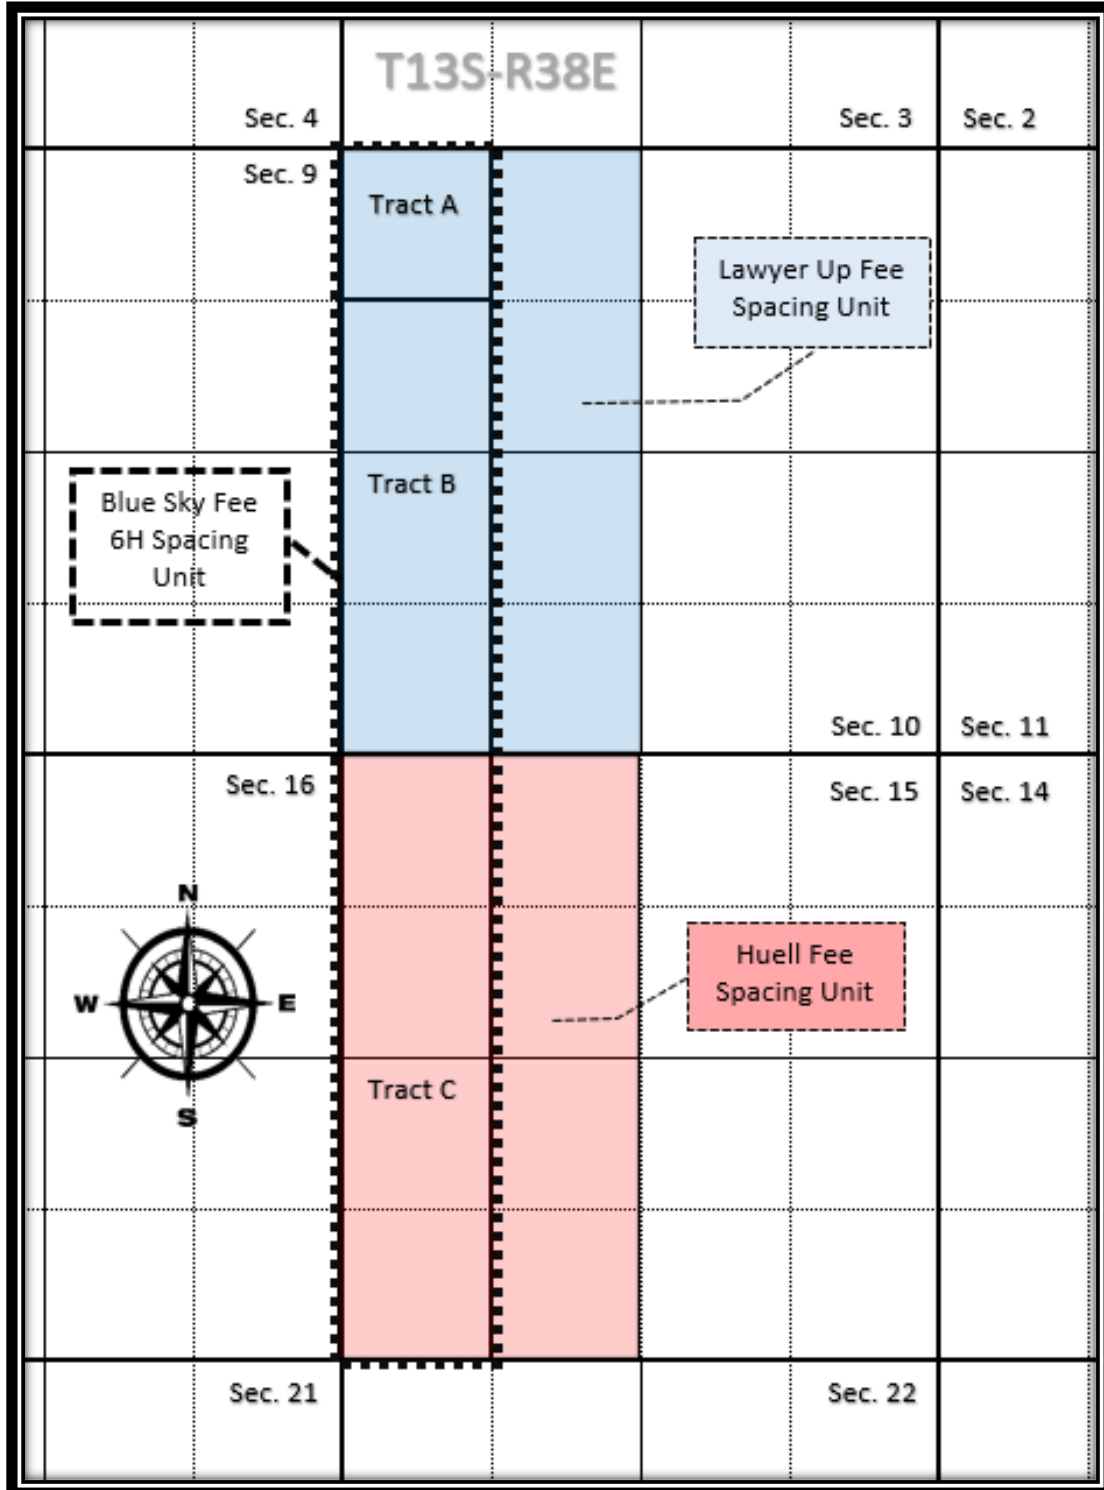 T13S-R38E
Sec. 4
Sec. 3
Sec. 2
Sec. 9
Tract A
Lawyer Up Fee
Spacing Unit
Tract B
Blue Sky Fee
6H Spacing
Unit
Sec. 10
Sec. 11
Sec. 16
Sec. 15
Sec. 14
N
W
E
S
Huell Fee
Spacing Unit
Tract C
Sec. 21
Sec. 22